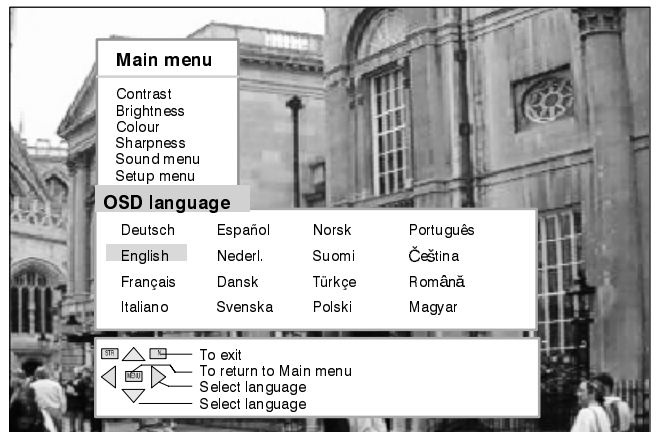 Main menu
Contrast
Brightness
Colour
Sharpness
Sound menu
Setup menu
OSD language
Deutsch Español Norsk Português
English Nederl. Suomi Čeština
Français Dansk Türkçe Română
Italiano Svenska Polski Magyar
STR N To exit
MENU To return to Main menu
Select language
Select language